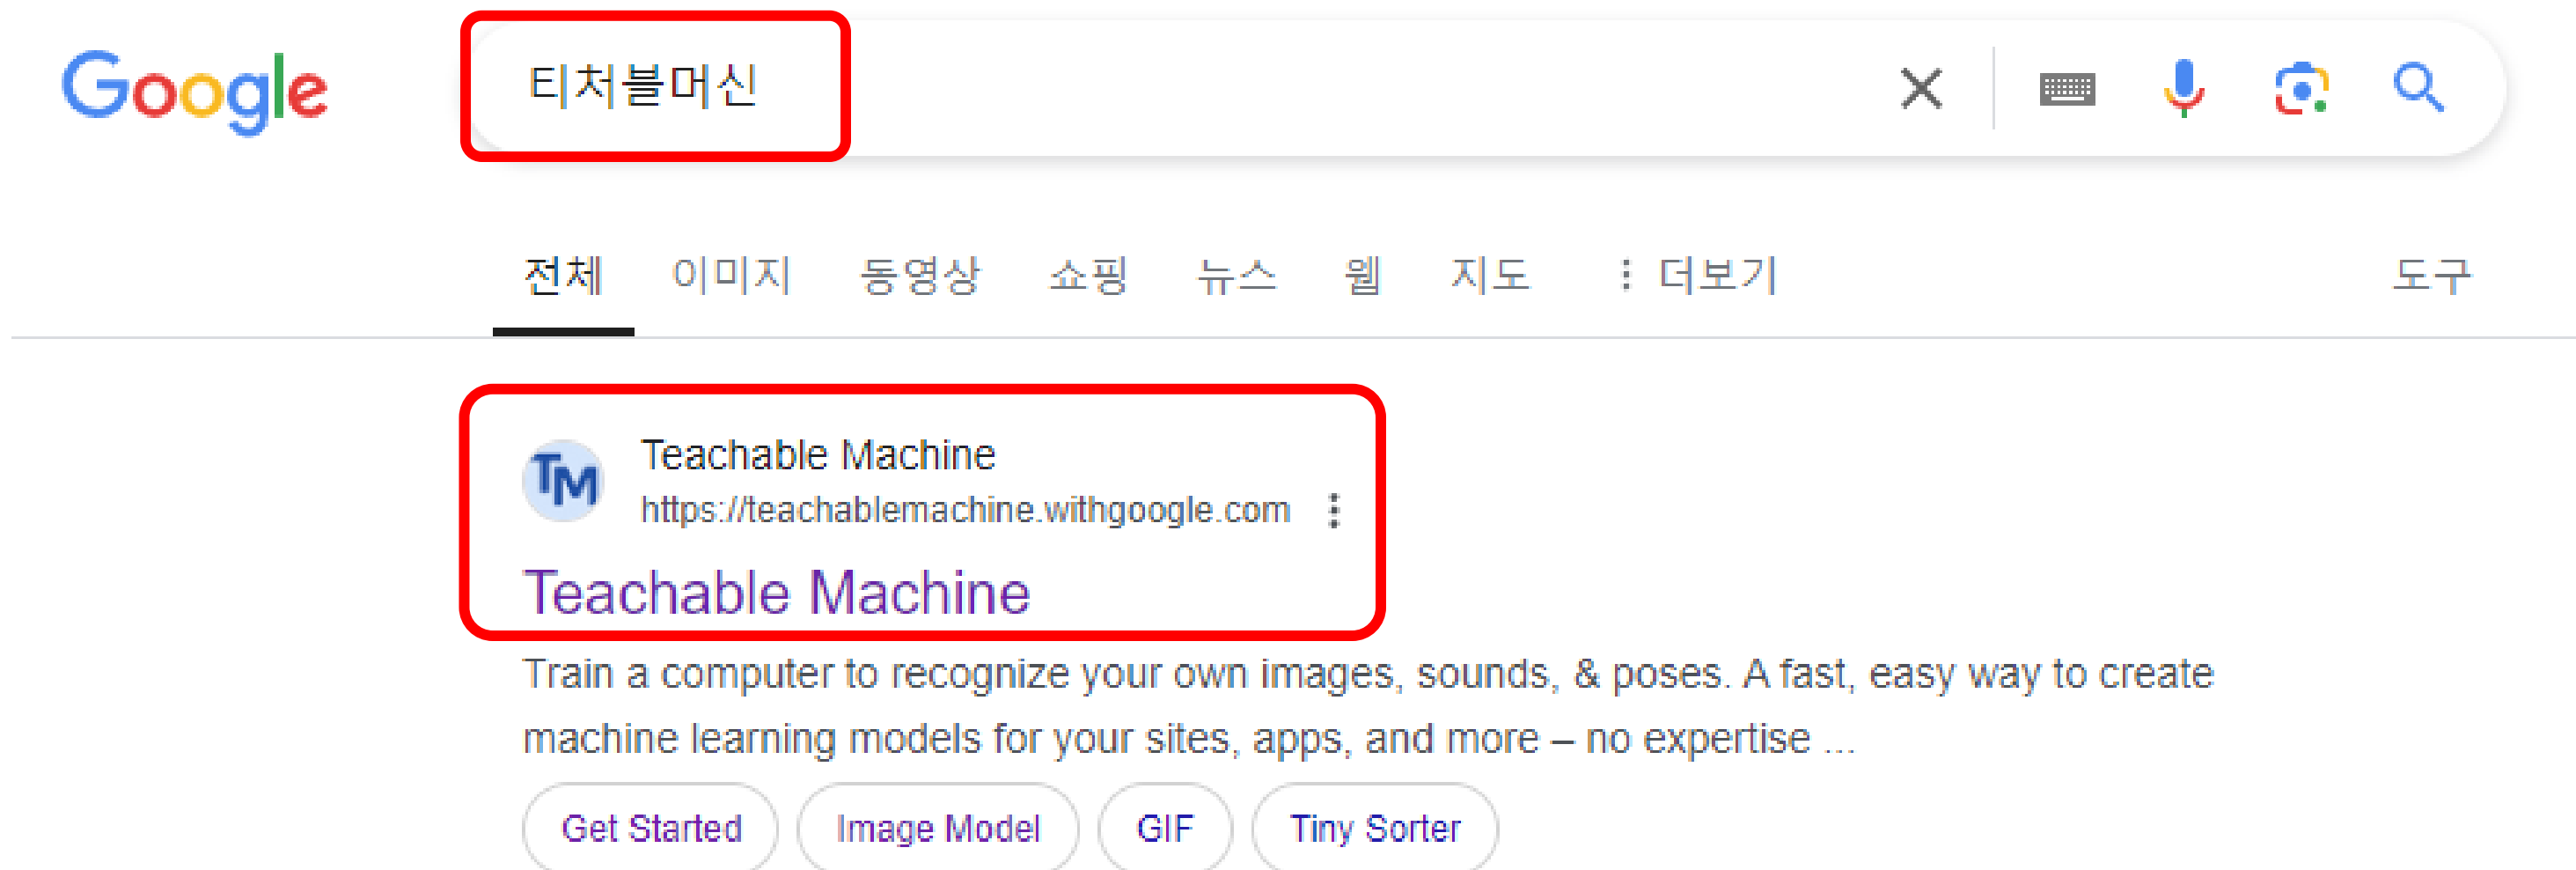 Google
티처블머신
전체 이미지 동영상 쇼핑 뉴스 웹 지도 ⋮ 더보기 도구
TM
Teachable Machine
https://teachablemachine.withgoogle.com
Teachable Machine
Train a computer to recognize your own images, sounds, & poses. A fast, easy way to create
machine learning models for your sites, apps, and more – no expertise ...
Get Started Image Model GIF Tiny Sorter